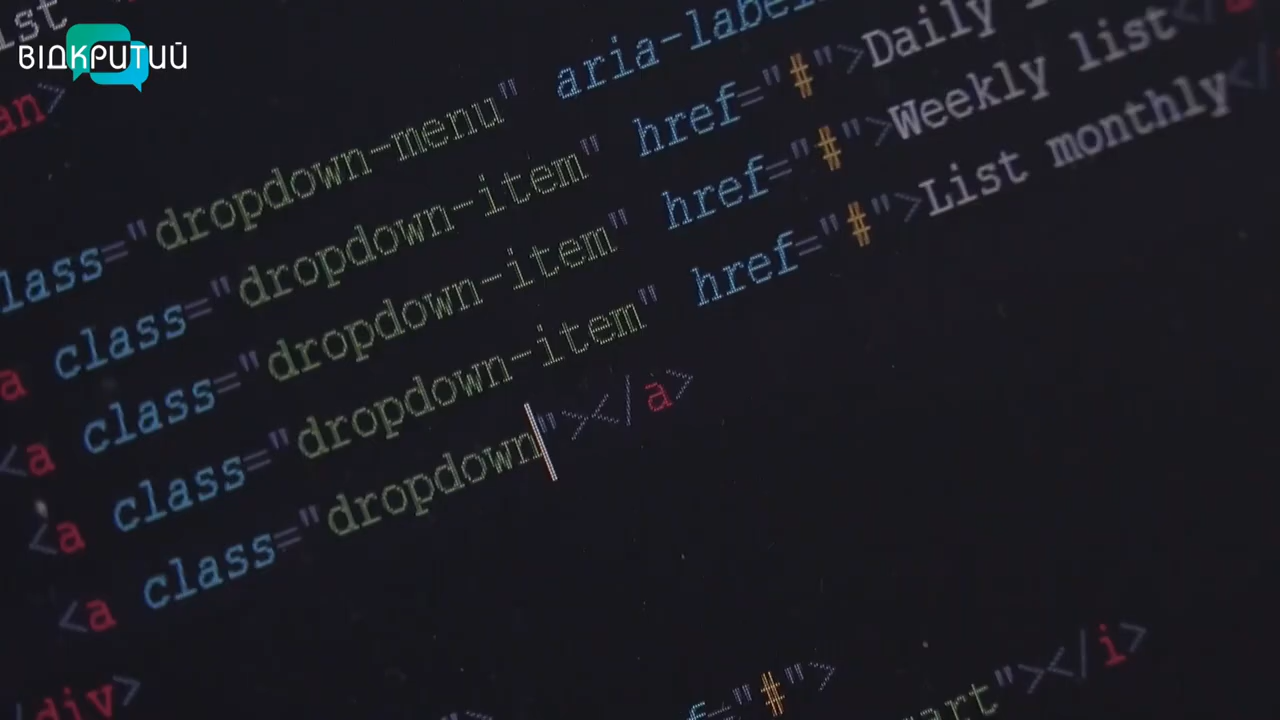 ВІДКРИТИЙ
ist
an>
lass="dropdown-menu" aria-label
a class="dropdown-item" href="#">Daily
<a class="dropdown-item" href="#">Weekly list</a
<a class="dropdown-item" href="#">List monthly</
<a class="dropdown"></a>
/div>
f="#">
art"></i>